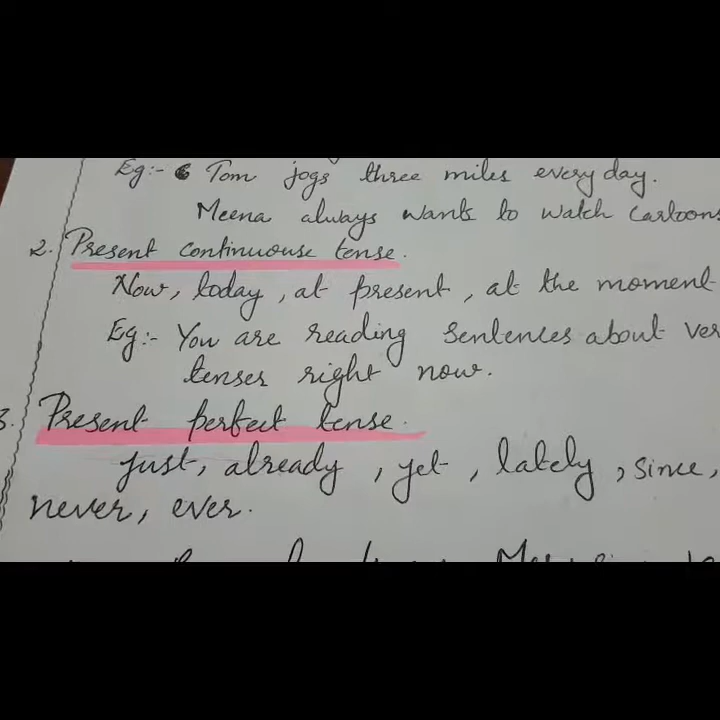 Eg:- Tom jogs three miles every day.
Meena always wants to watch cartoons
2. Present continuouse tense.
Now, today, at present, at the moment
Eg:- You are reading sentences about
tenses right now.
3. Present perfect tense.
just, already, yet, lately, since,
never, ever.